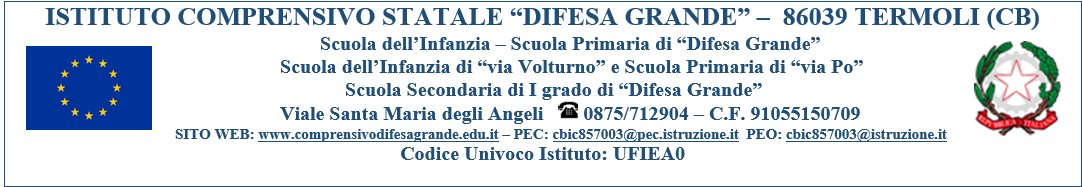 ISTITUTO COMPRENSIVO STATALE “DIFESA GRANDE” – 86039 TERMOLI (CB)
Scuola dell’Infanzia – Scuola Primaria di “Difesa Grande”
Scuola dell’Infanzia di “via Volturno” e Scuola Primaria di “via Po”
Scuola Secondaria di I grado di “Difesa Grande”
Viale Santa Maria degli Angeli ☎ 0875/712904 – C.F. 91055150709
SITO WEB: www.comprensivodifesagrande.edu.it – PEC: cbic857003@pec.istruzione.it PEO: cbic857003@istruzione.it
Codice Univoco Istituto: UFIEA0
REPVBBLICA ITALIANA